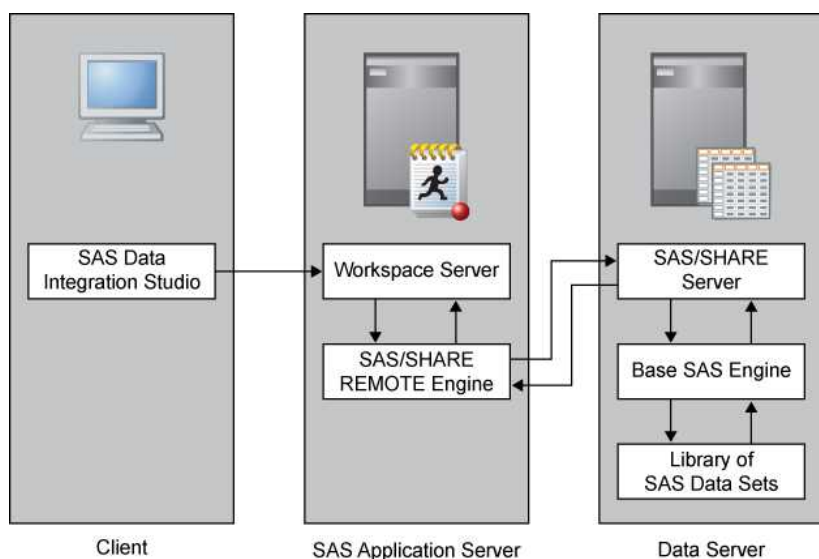 SAS Data
Integration Studio
Workspace Server
SAS/SHARE
REMOTE Engine
SAS/SHARE
Server
Base SAS Engine
Library of
SAS Data Sets
Client
SAS Application Server
Data Server